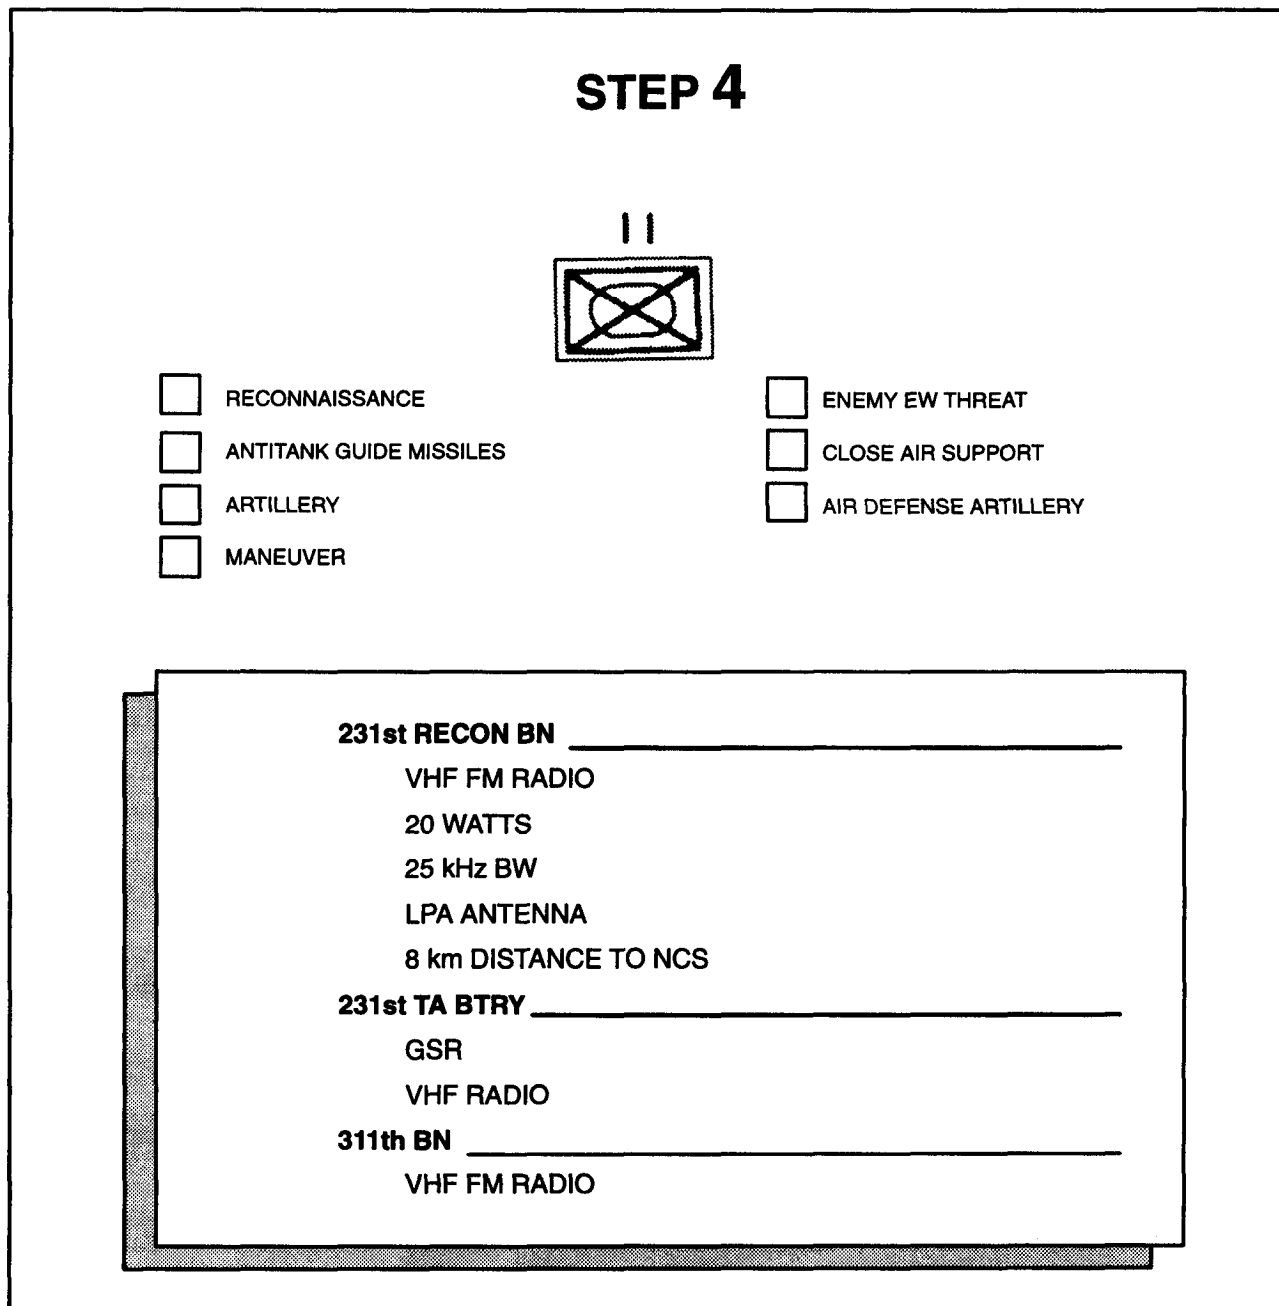 STEP 4
RECONNAISSANCE
ANTITANK GUIDE MISSILES
ARTILLERY
MANEUVER
ENEMY EW THREAT
CLOSE AIR SUPPORT
AIR DEFENSE ARTILLERY
231st RECON BN
VHF FM RADIO
20 WATTS
25 kHz BW
LPA ANTENNA
8 km DISTANCE TO NCS
231st TA BTRY
GSR
VHF RADIO
311th BN
VHF FM RADIO